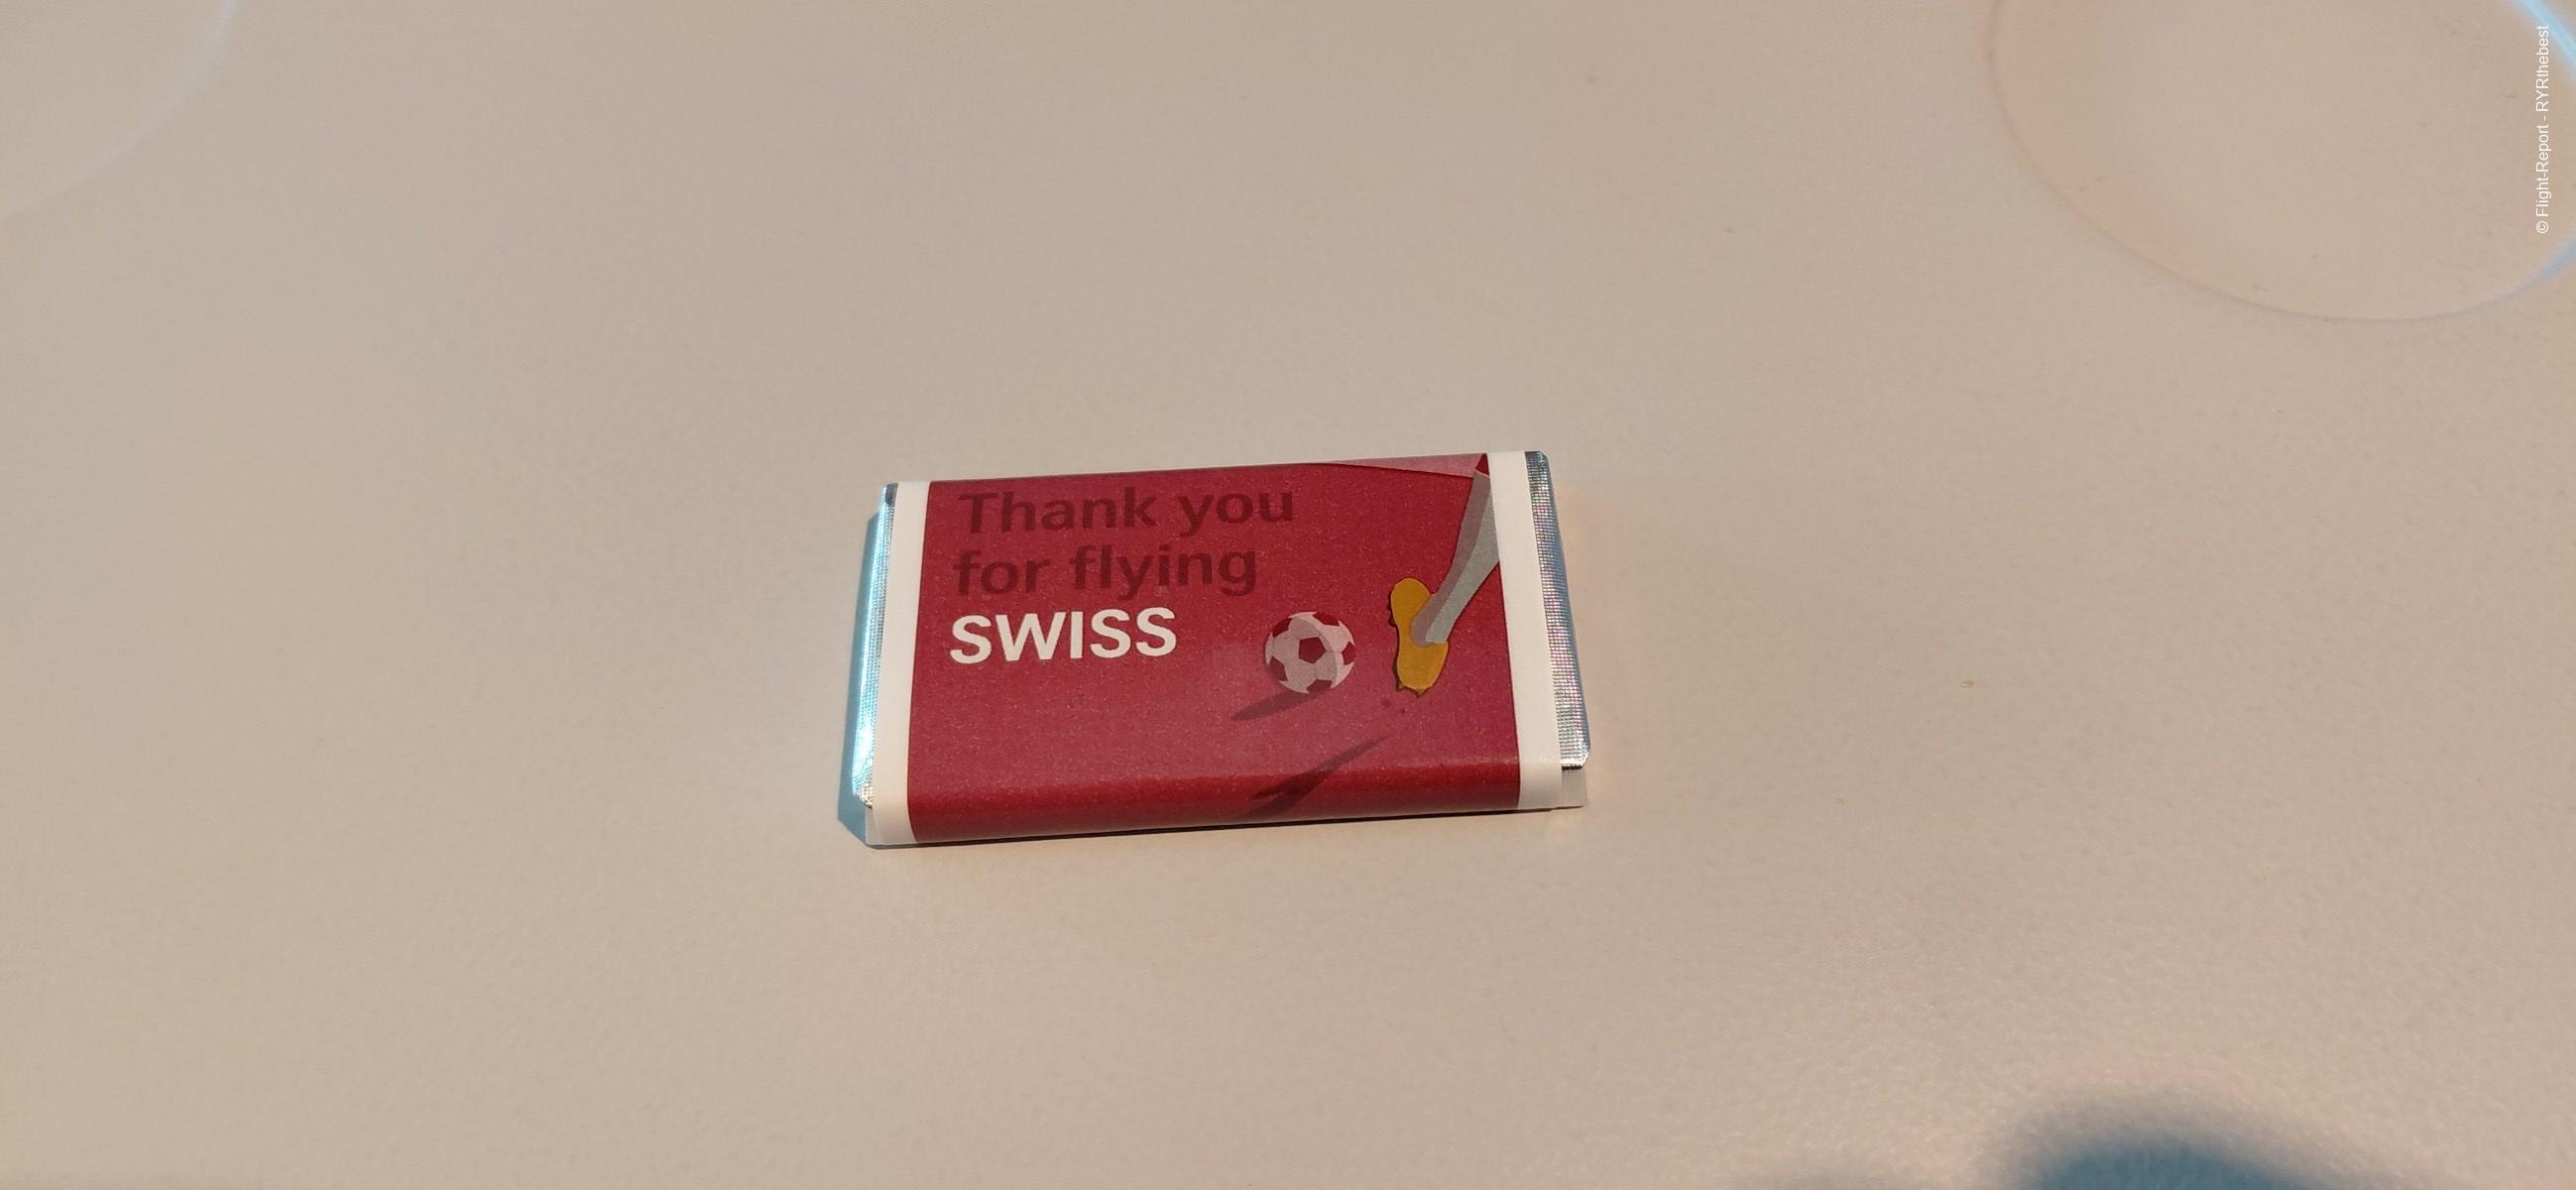 Thank you
for flying
SWISS
© Flight-Report - RYRthebest